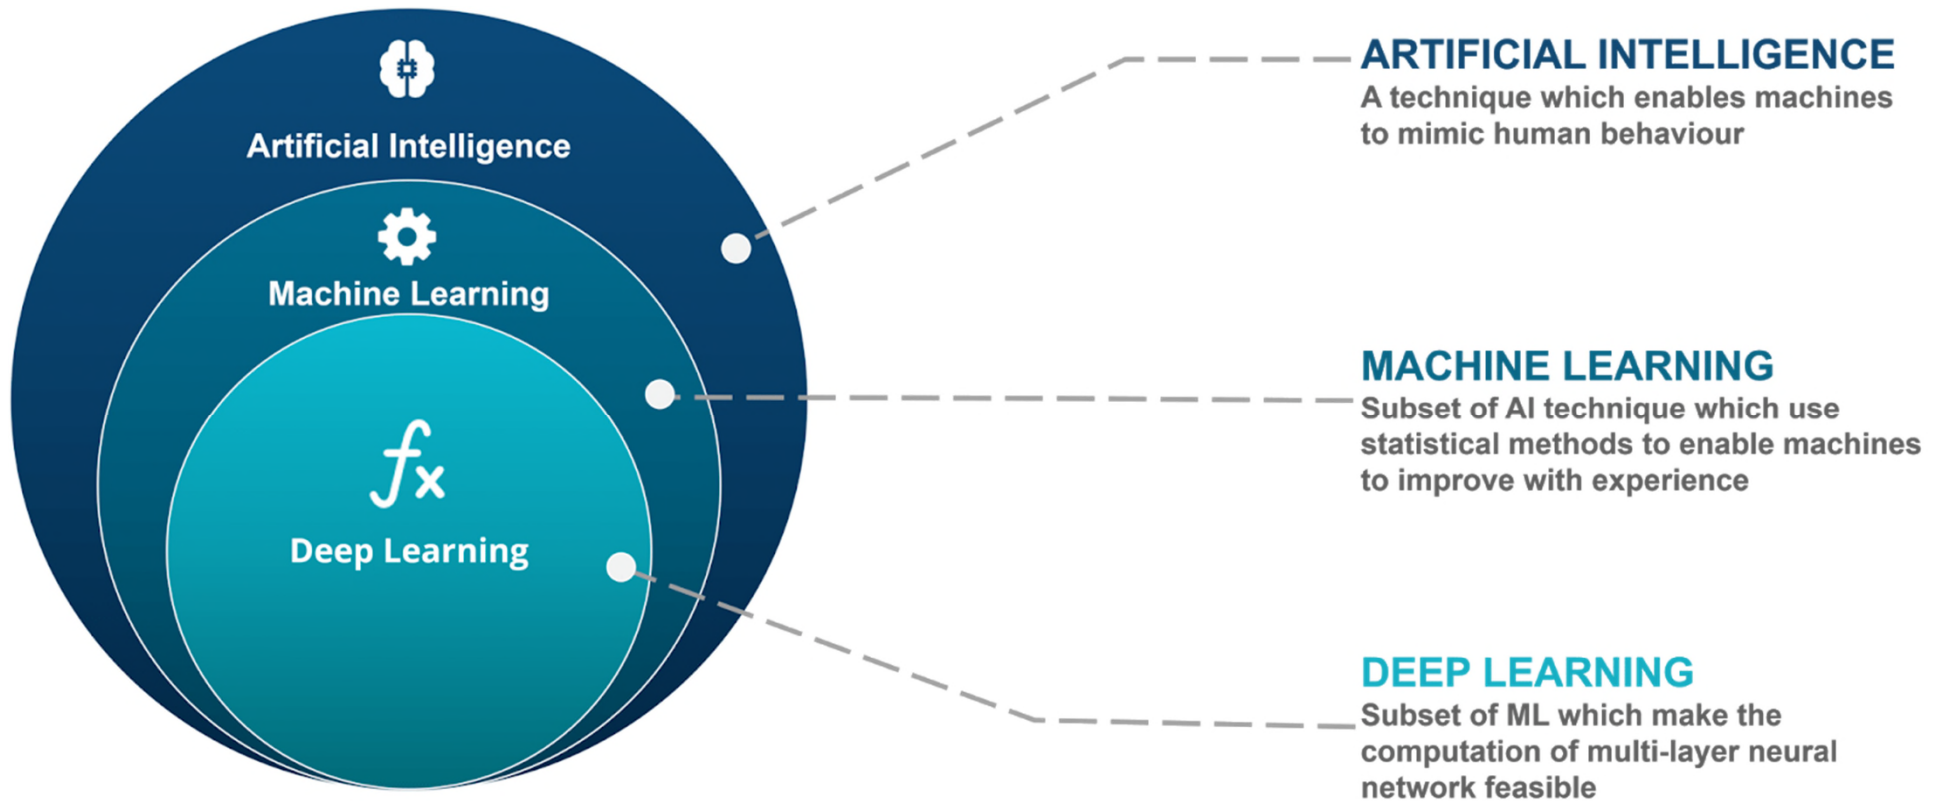 Artificial Intelligence
Machine Learning
fx
Deep Learning
ARTIFICIAL INTELLIGENCE
A technique which enables machines
to mimic human behaviour
MACHINE LEARNING
Subset of AI technique which use
statistical methods to enable machines
to improve with experience
DEEP LEARNING
Subset of ML which make the
computation of multi-layer neural
network feasible